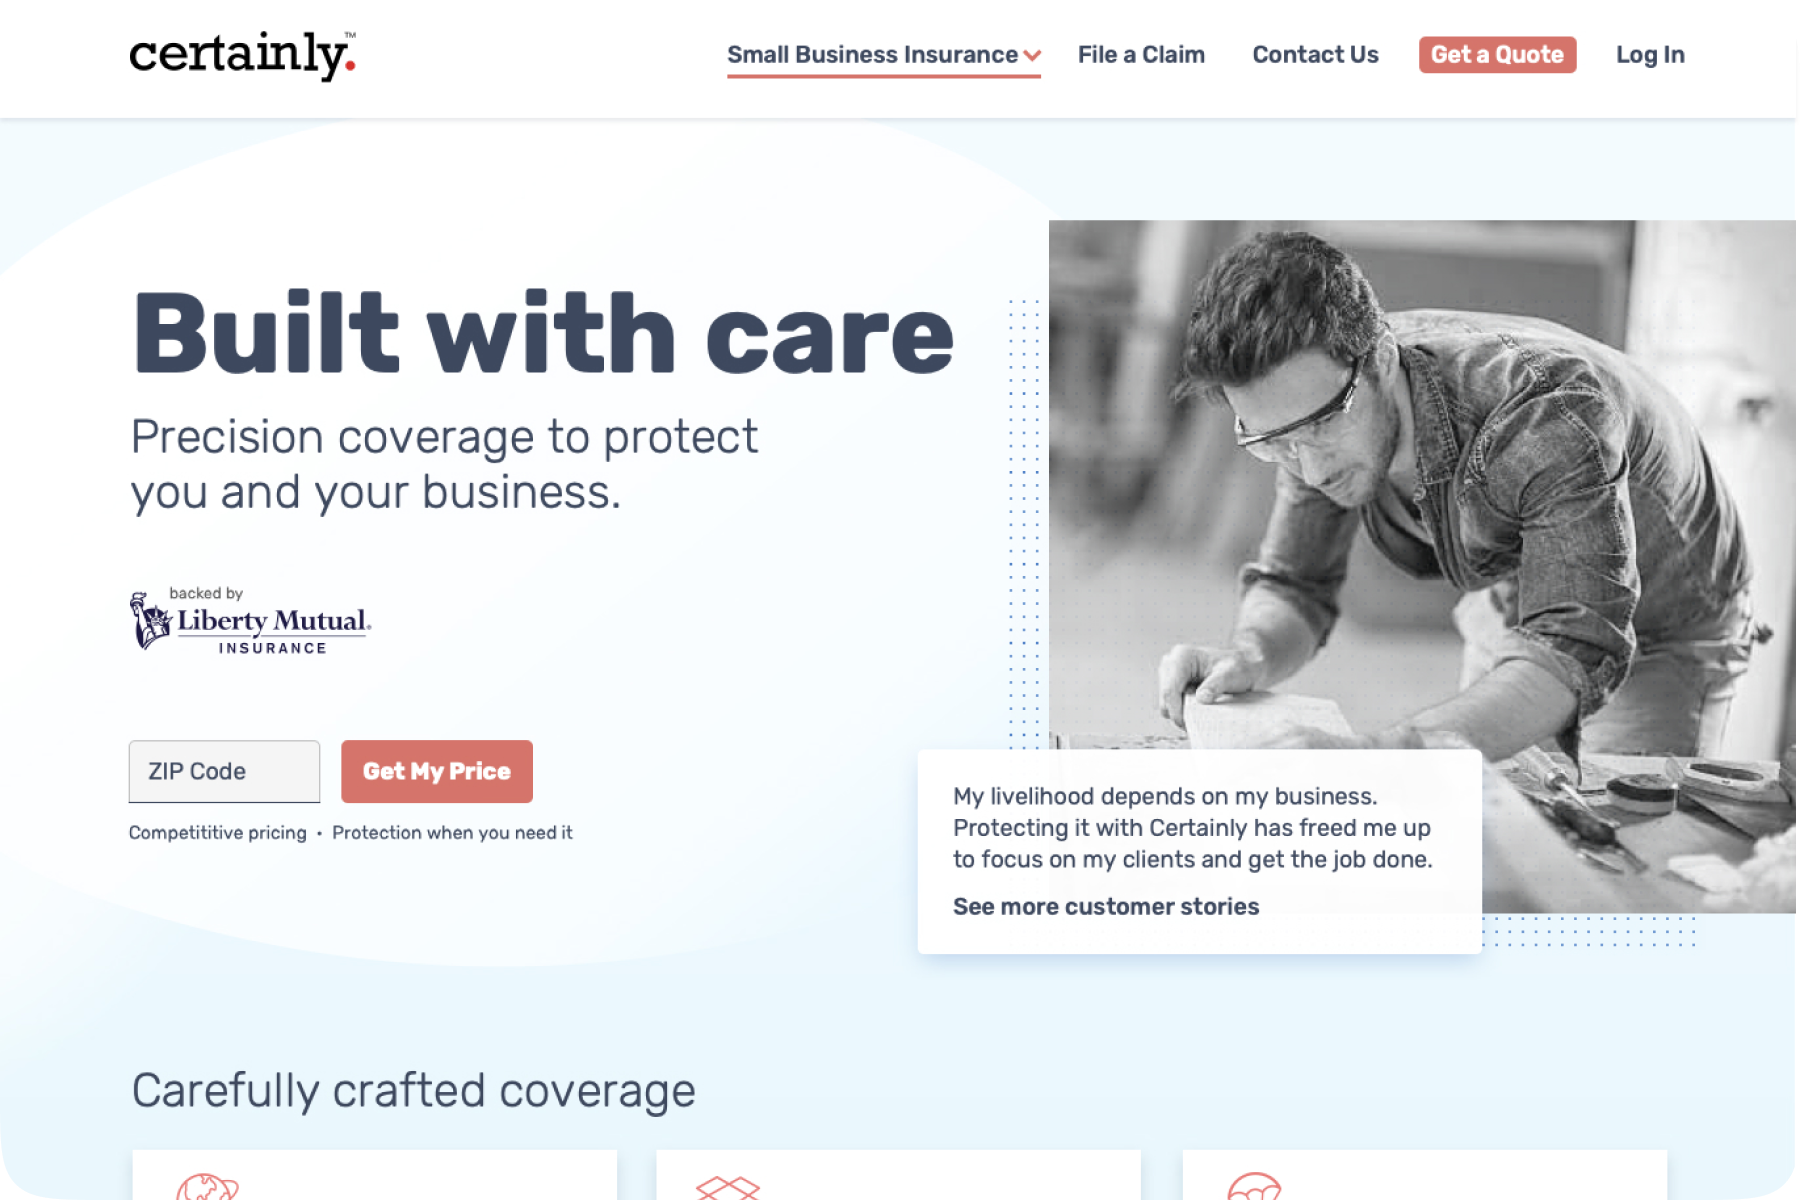 certainly.™
Small Business Insurance
File a Claim
Contact Us
Get a Quote
Log In
Built with care
Precision coverage to protect
you and your business.
backed by
Liberty Mutual®
INSURANCE
ZIP Code
Get My Price
Competititive pricing • Protection when you need it
My livelihood depends on my business.
Protecting it with Certainly has freed me up
to focus on my clients and get the job done.
See more customer stories
Carefully crafted coverage